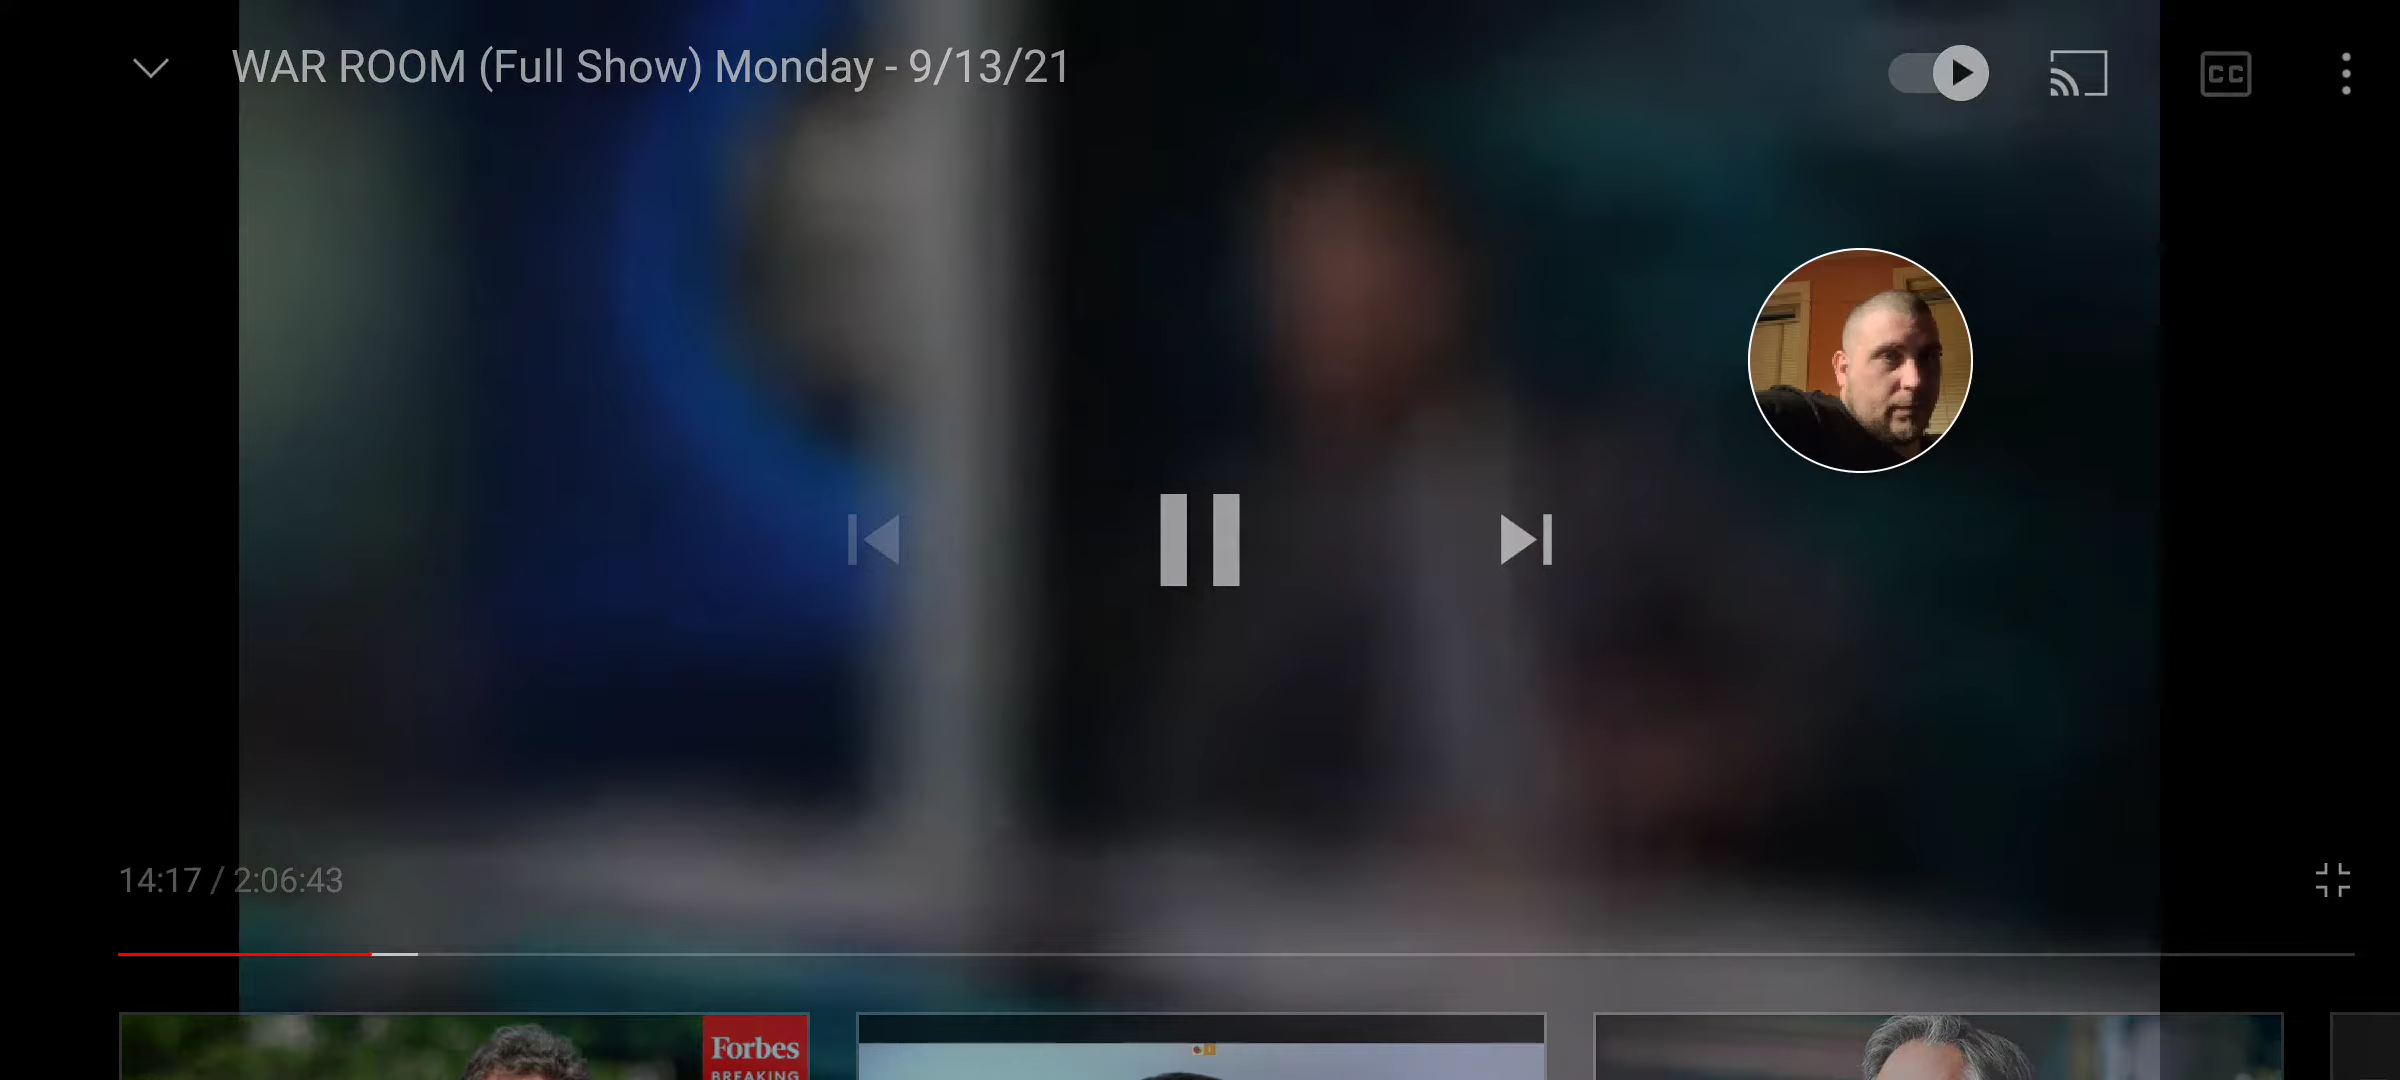 WAR ROOM (Full Show) Monday - 9/13/21
CC
14:17 / 2:06:43
Forbes
BREAKING